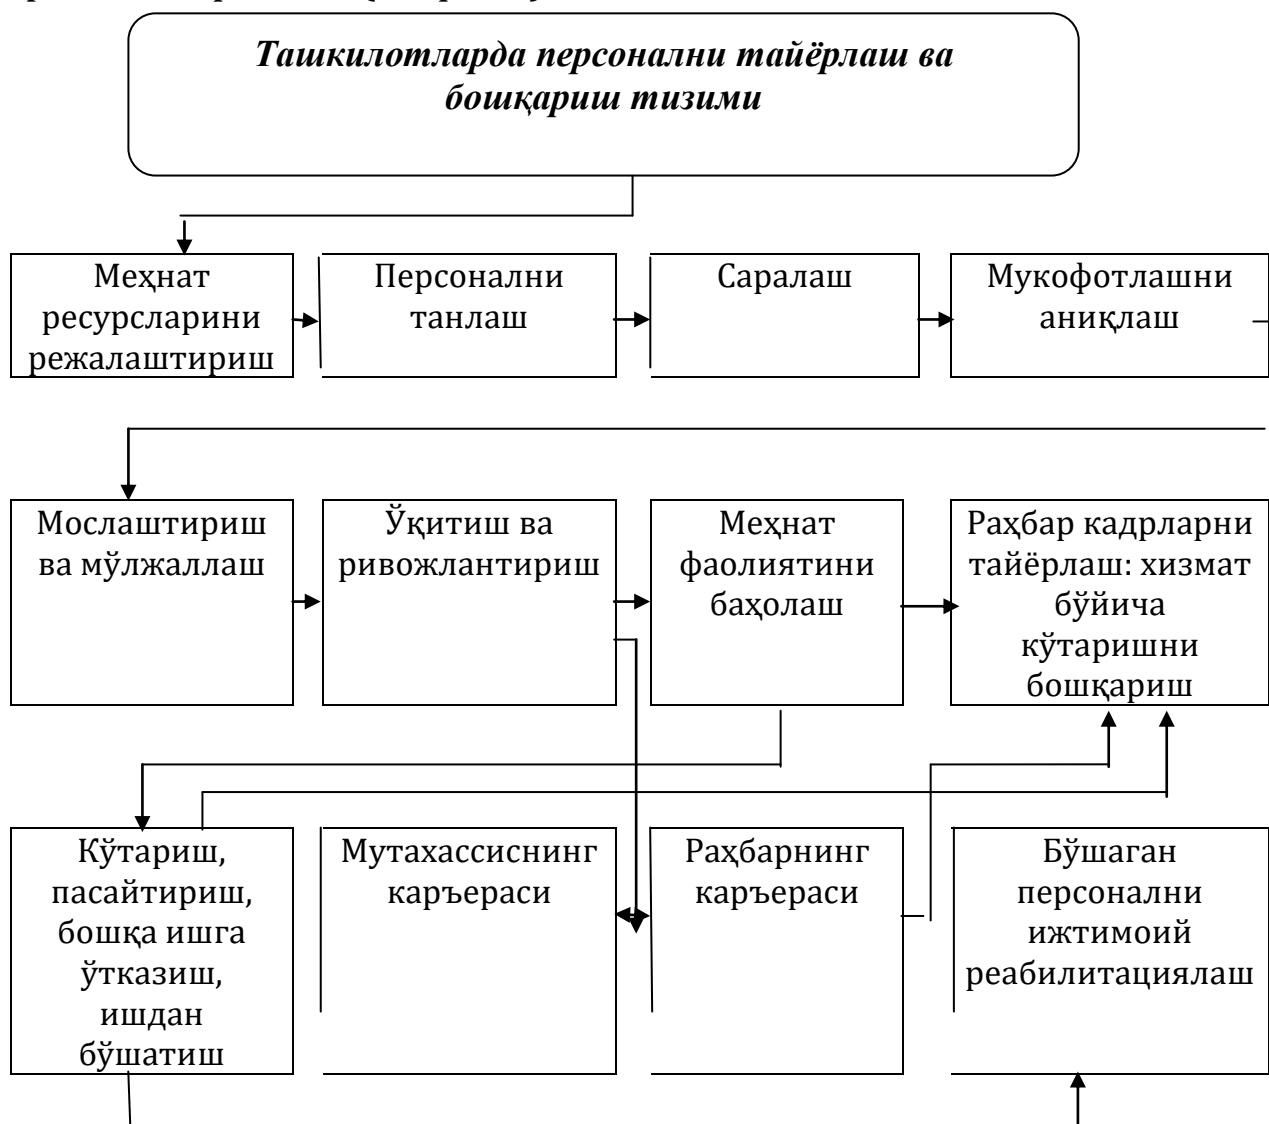 Ташкилотларда персонални тайёрлаш ва
бошқариш тизими
Меҳнат
ресурсларини
режалаштириш
Персонални
танлаш
Саралаш
Мукофотлашни
аниқлаш
Мослаштириш
ва мўлжаллаш
Ўқитиш ва
ривожлантириш
Меҳнат
фаолиятини
баҳолаш
Раҳбар кадрларни
тайёрлаш: хизмат
бўйича
кўтаришни
бошқариш
Кўтариш,
пасайтириш,
бошқа ишга
ўтказиш,
ишдан
бўшатиш
Мутахассиснинг
каръераси
Раҳбарнинг
каръераси
Бўшаган
персонални
ижтимоий
реабилитациялаш